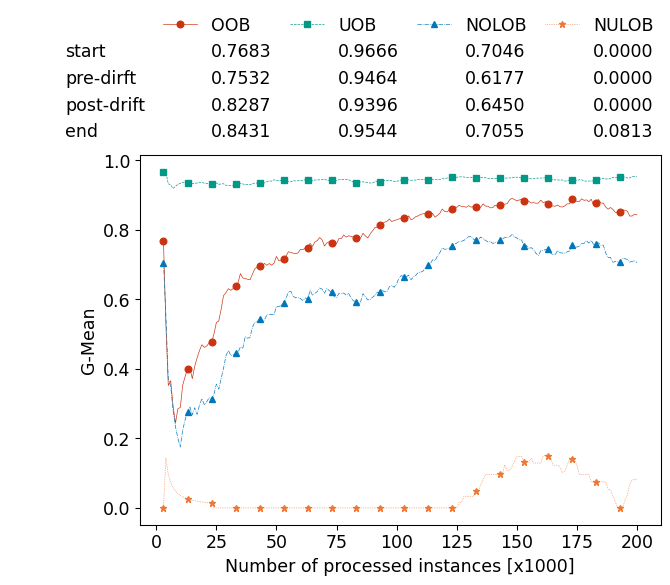 OOB UOB NOLOB NULOB
start 0.7683 0.9666 0.7046 0.0000
pre-dirft 0.7532 0.9464 0.6177 0.0000
post-drift 0.8287 0.9396 0.6450 0.0000
end 0.8431 0.9544 0.7055 0.0813
1.0
0.8
0.6
0.4
0.2
0.0
G-Mean
0 25 50 75 100 125 150 175 200
Number of processed instances [x1000]